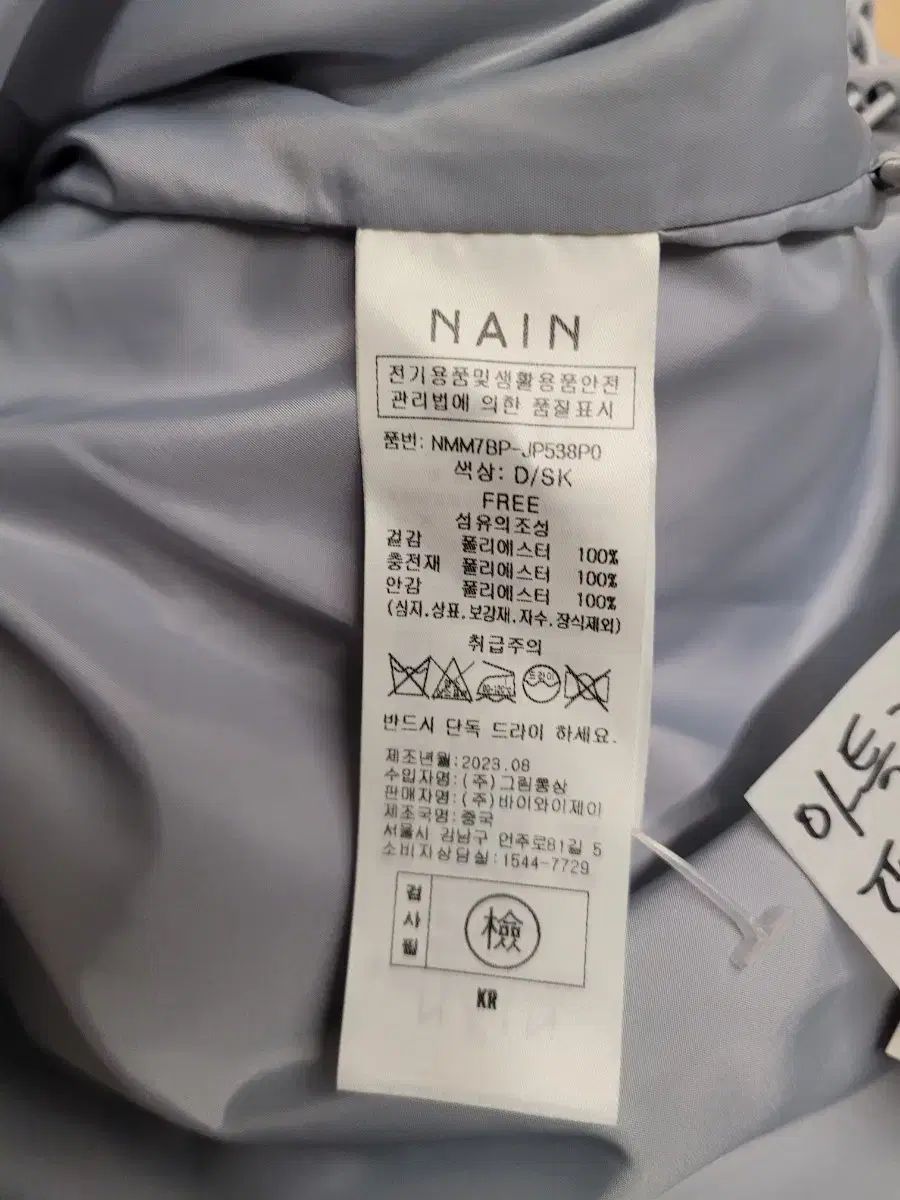 NAIN
전기용품및생활용품안전
관리법에 의한 품질표시
품번: NMM7BP-JP538P0
색상: D/SK
FREE
섬유의조성
겉감 폴리에스터 100%
충전재 폴리에스터 100%
안감 폴리에스터 100%
(심지.상표.보강재.자수.장식제외)
취급주의
드라이
반드시 단독 드라이 하세요.
제조년월:2023.08
수입자명:(주)그림통상
판매자명:(주)바이와이제이
제조국명:중국
서울시 강남구 언주로81길 5
소비자상담실:1544-7729
검사필
檢
KR